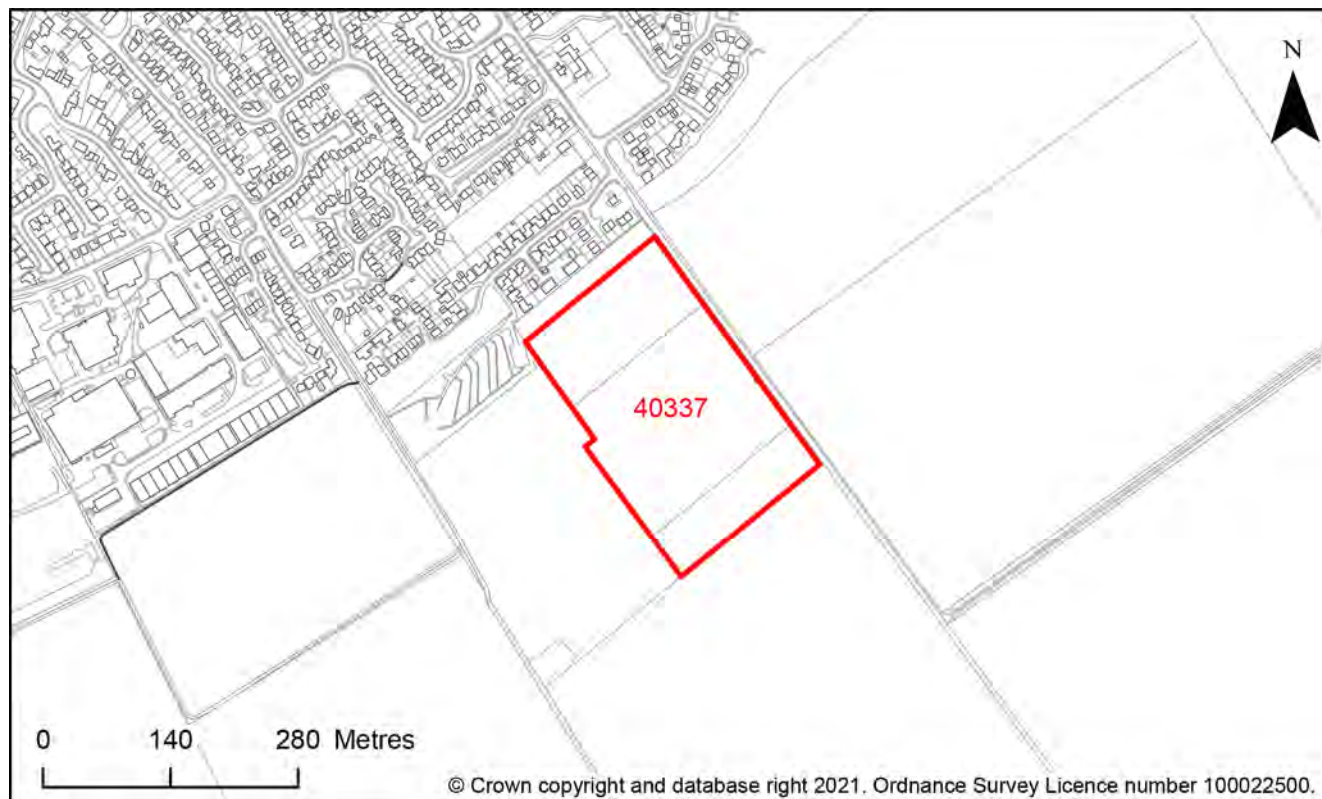 N
40337
0 140 280 Metres
© Crown copyright and database right 2021. Ordnance Survey Licence number 100022500.